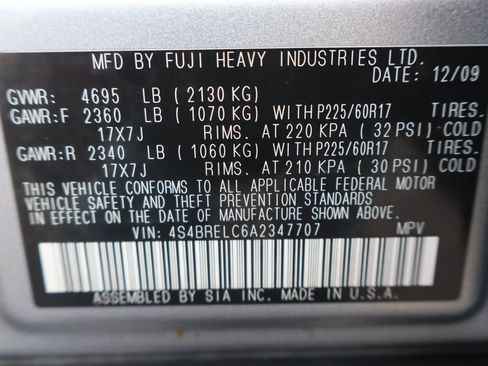 MFD BY FUJI HEAVY INDUSTRIES LTD.
DATE: 12/09
GVWR: 4695 LB ( 2130 KG)
GAWR:F 2360 LB ( 1070 KG) WITH P225/60R17 TIRES.
17X7J RIMS. AT 220 KPA ( 32 PSI) COLD
GAWR:R 2340 LB ( 1060 KG) WITH P225/60R17 TIRES.
17X7J RIMS. AT 210 KPA ( 30 PSI) COLD
THIS VEHICLE CONFORMS TO ALL APPLICABLE FEDERAL MOTOR
VEHICLE SAFETY AND THEFT PREVENTION STANDARDS
IN EFFECT ON THE DATE OF MANUFACTURE SHOWN ABOVE.
VIN: 4S4BRELC6A2347707 MPV
ASSEMBLED BY SIA INC. MADE IN U.S.A.